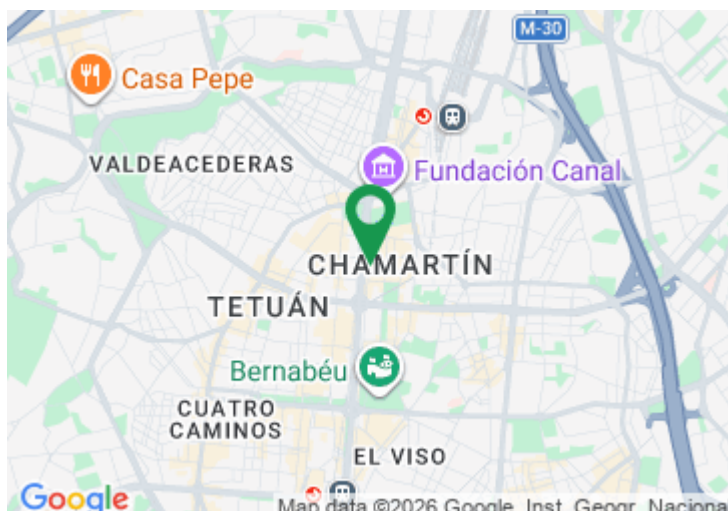 M-30
Casa Pepe
VALDEACEDERAS
Fundación Canal
CHAMARTÍN
TETUÁN
Bernabéu
CUATRO
CAMINOS
EL VISO
Google
Map data ©2026 Google, Inst. Geogr. Naciona